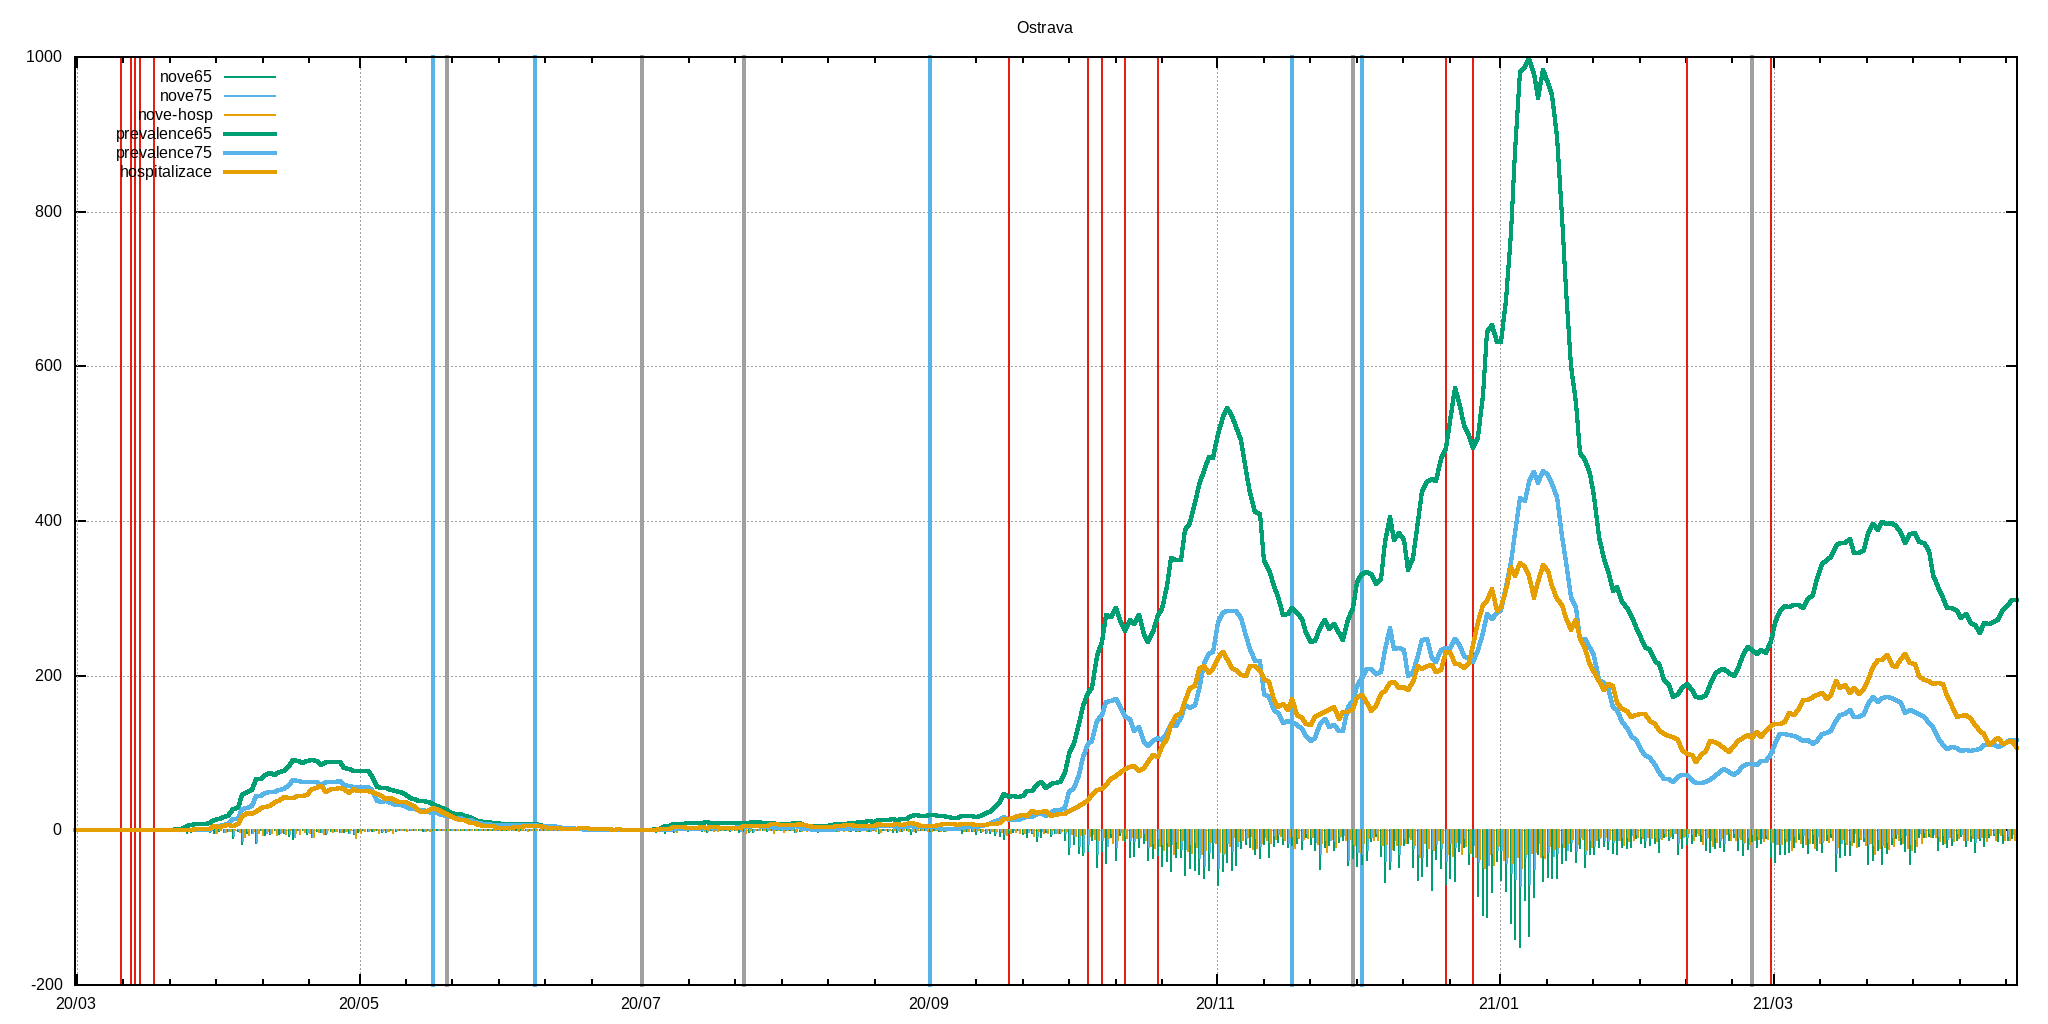 Ostrava
1000
800
600
400
200
0
-200
nove65
nove75
nove-hosp
prevalence65
prevalence75
hospitalizace
20/03
20/05
20/07
20/09
20/11
21/01
21/03